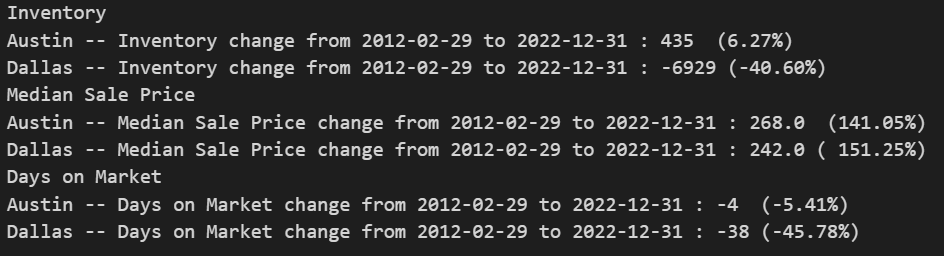 Inventory
Austin -- Inventory change from 2012-02-29 to 2022-12-31 : 435  (6.27%)
Dallas -- Inventory change from 2012-02-29 to 2022-12-31 : -6929 (-40.60%)
Median Sale Price
Austin -- Median Sale Price change from 2012-02-29 to 2022-12-31 : 268.0  (141.05%)
Dallas -- Median Sale Price change from 2012-02-29 to 2022-12-31 : 242.0 ( 151.25%)
Days on Market
Austin -- Days on Market change from 2012-02-29 to 2022-12-31 : -4  (-5.41%)
Dallas -- Days on Market change from 2012-02-29 to 2022-12-31 : -38 (-45.78%)